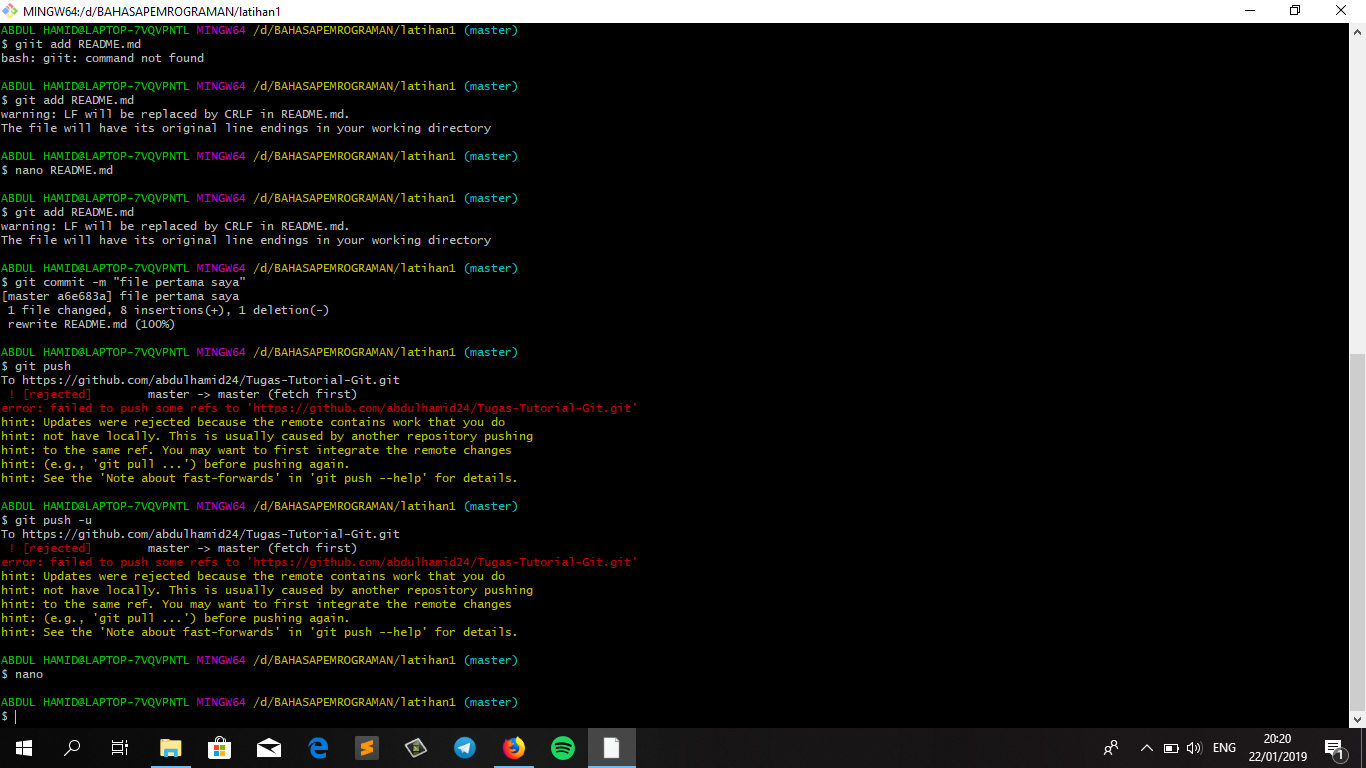 MINGW64:/d/BAHASAPEMROGRAMAN/latihan1
ABDUL HAMID@LAPTOP-7VQVPNTL MINGW64 /d/BAHASAPEMROGRAMAN/latihan1 (master)
$ giit add README.md
bash: giit: command not found
ABDUL HAMID@LAPTOP-7VQVPNTL MINGW64 /d/BAHASAPEMROGRAMAN/latihan1 (master)
$ git add README.md
warning: LF will be replaced by CRLF in README.md.
The file will have its original line endings in your working directory
ABDUL HAMID@LAPTOP-7VQVPNTL MINGW64 /d/BAHASAPEMROGRAMAN/latihan1 (master)
$ nano README.md
ABDUL HAMID@LAPTOP-7VQVPNTL MINGW64 /d/BAHASAPEMROGRAMAN/latihan1 (master)
$ git add README.md
warning: LF will be replaced by CRLF in README.md.
The file will have its original line endings in your working directory
ABDUL HAMID@LAPTOP-7VQVPNTL MINGW64 /d/BAHASAPEMROGRAMAN/latihan1 (master)
$ git commit -m "file pertama saya"
[master a6e683a] file pertama saya
 1 file changed, 8 insertions(+), 1 deletion(-)
 rewrite README.md (100%)
ABDUL HAMID@LAPTOP-7VQVPNTL MINGW64 /d/BAHASAPEMROGRAMAN/latihan1 (master)
$ git push
To https://github.com/abdulhamid24/Tugas-Tutorial-Git.git
 ! [rejected]        master -> master (fetch first)
error: failed to push some refs to 'https://github.com/abdulhamid24/Tugas-Tutorial-Git.git'
hint: Updates were rejected because the remote contains work that you do
hint: not have locally. This is usually caused by another repository pushing
hint: to the same ref. You may want to first integrate the remote changes
hint: (e.g., 'git pull ...') before pushing again.
hint: See the 'Note about fast-forwards' in 'git push --help' for details.
ABDUL HAMID@LAPTOP-7VQVPNTL MINGW64 /d/BAHASAPEMROGRAMAN/latihan1 (master)
$ git push -u
To https://github.com/abdulhamid24/Tugas-Tutorial-Git.git
 ! [rejected]        master -> master (fetch first)
error: failed to push some refs to 'https://github.com/abdulhamid24/Tugas-Tutorial-Git.git'
hint: Updates were rejected because the remote contains work that you do
hint: not have locally. This is usually caused by another repository pushing
hint: to the same ref. You may want to first integrate the remote changes
hint: (e.g., 'git pull ...') before pushing again.
hint: See the 'Note about fast-forwards' in 'git push --help' for details.
ABDUL HAMID@LAPTOP-7VQVPNTL MINGW64 /d/BAHASAPEMROGRAMAN/latihan1 (master)
$ nano
ABDUL HAMID@LAPTOP-7VQVPNTL MINGW64 /d/BAHASAPEMROGRAMAN/latihan1 (master)
$
ENG
20:20
22/01/2019
1